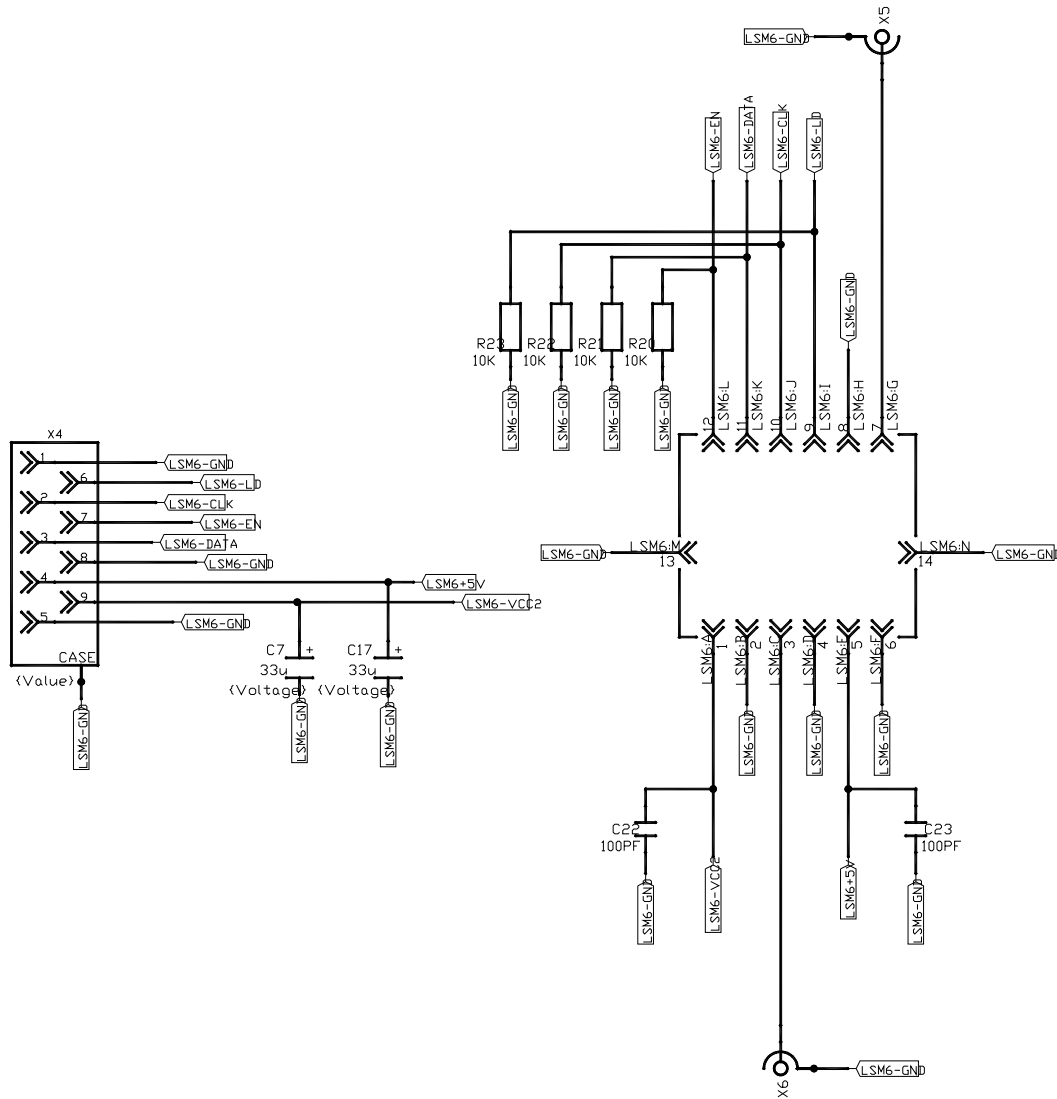 X5
LSM6-GND
LSM6-EN
LSM6-DATA
LSM6-CLK
LSM6-LD
LSM6-GND
R23
10K
R22
10K
R21
10K
R20
10K
LSM6-GND
LSM6-GND
LSM6-GND
LSM6-GND
12
LSM6:L
11
LSM6:K
10
LSM6:J
9
LSM6:I
8
LSM6:H
7
LSM6:G
X4
1
LSM6-GND
6
LSM6-LD
2
LSM6-CLK
7
LSM6-EN
3
LSM6-DATA
8
LSM6-GND
4
LSM6+5V
9
LSM6-VCC2
5
LSM6-GND
CASE
{Value}
LSM6-GND
C7
+
33u
{Voltage}
LSM6-GND
C17
+
33u
{Voltage}
LSM6-GND
LSM6-GND
LSM6:M
13
LSM6:N
14
LSM6-GND
LSM6:A
1
LSM6:B
2
LSM6:C
3
LSM6:D
4
LSM6:E
5
LSM6:F
6
LSM6-GND
LSM6-GND
LSM6-GND
C22
100PF
LSM6-GND
LSM6-VCC2
LSM6+5V
C23
100PF
LSM6-GND
X6
LSM6-GND